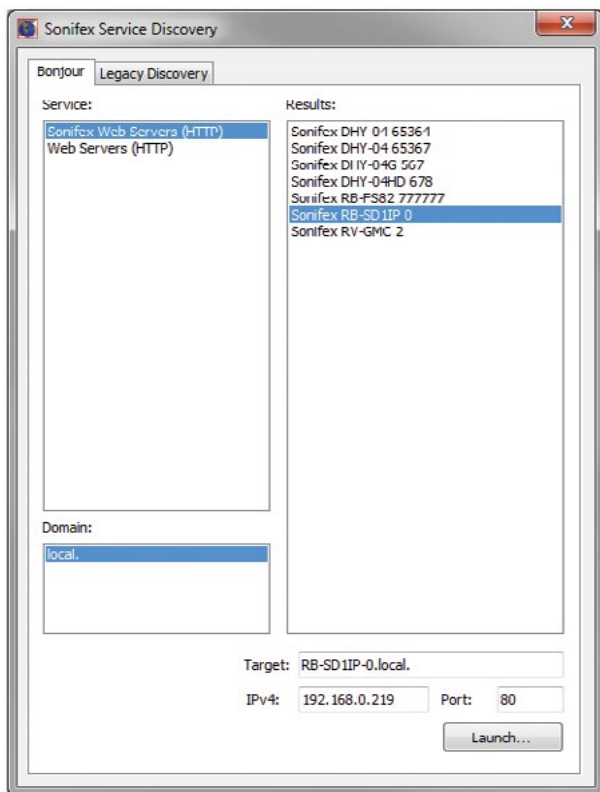 Sonifex Service Discovery
Bonjour
Legacy Discovery
Service:
Sonifex Web Servers (HTTP)
Web Servers (HTTP)
Results:
Sonifex DHY 04 65364
Sonifex DHY-04 65367
Sonifex DHY-04G 567
Sonifex DHY-04HD 678
Sonifex RB-FS82 777777
Sonifex RB-SD1IP 0
Sonifex RV-GMC 2
Domain:
local.
Target: RB-SD1IP-0.local.
IPv4: 192.168.0.219 Port: 80
Launch...